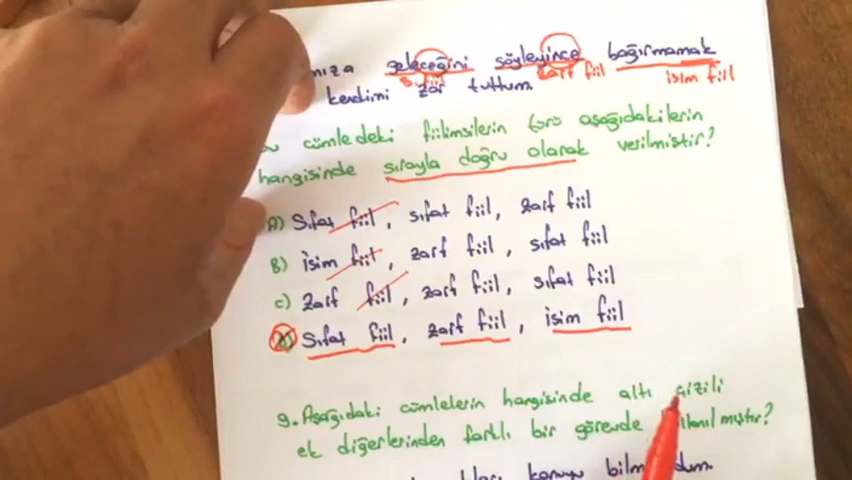 geleceğini söyleyince bağırmamak
zarf fiil isim fiil
kendimi zor tuttum.
cümledeki fiilimsilerin türü aşağıdakilerin
hangisinde sırayla doğru olarak verilmiştir?
A) Sıfat fiil, sıfat fiil, zarf fiil
B) isim fiil, zarf fiil, sıfat fiil
c) Zarf fiil, zarf fiil, sıfat fiil
Sıfat fiil, zarf fiil, isim fiil
9. Aşağıdaki cümlelerin hangisinde altı çizili
ek diğerlerinden farklı bir görevde
konuyu